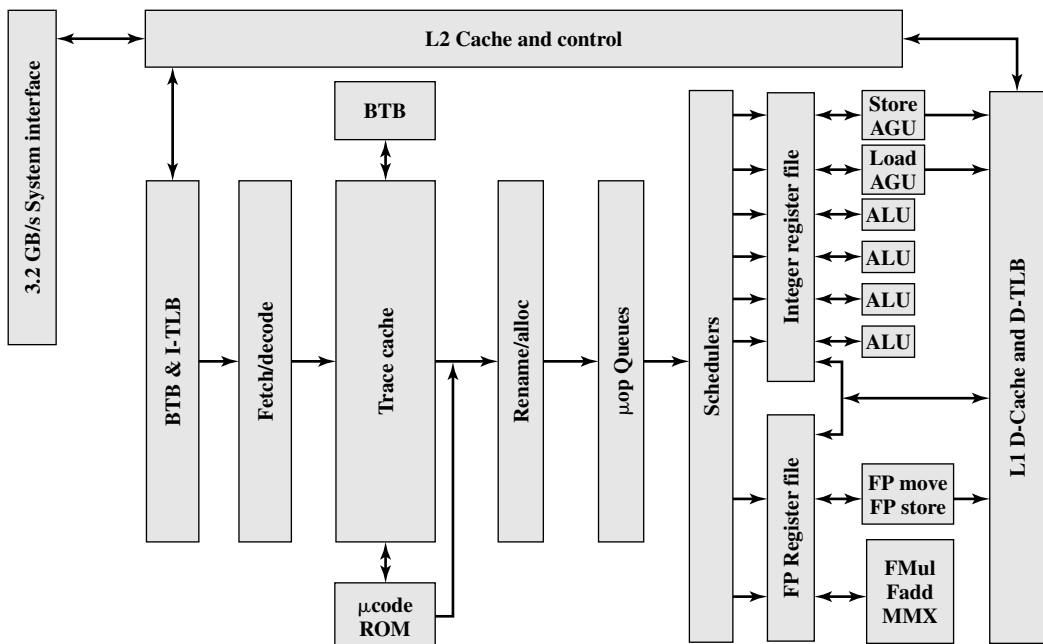 L2 Cache and control
3.2 GB/s System interface
BTB
BTB & I-TLB
Fetch/decode
Trace cache
μcode
ROM
Rename/alloc
μop Queues
Schedulers
Integer register file
FP Register file
Store
AGU
Load
AGU
ALU
ALU
ALU
ALU
FP move
FP store
FMul
Fadd
MMX
L1 D-Cache and D-TLB